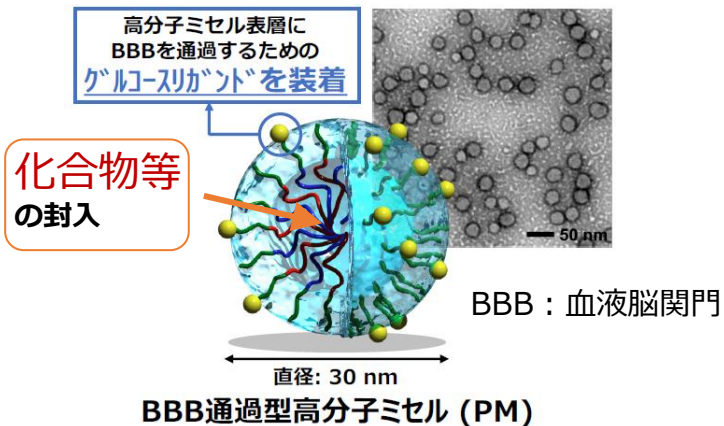 高分子ミセル表層に
BBBを通過するための
グルコースリガンドを装着
化合物等
の封入
50 nm
BBB：血液脳関門
直径: 30 nm
BBB通過型高分子ミセル (PM)